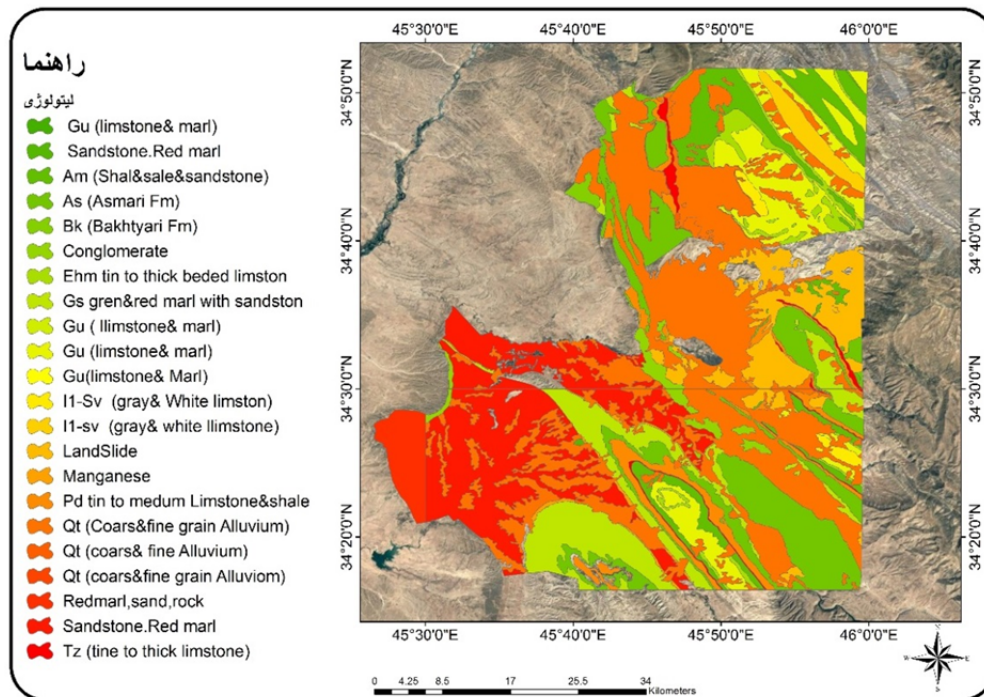 راهنما
لیتولوژی
Gu (limstone& marl)
Sandstone.Red marl
Am (Shal&sale&sandstone)
As (Asmari Fm)
Bk (Bakhtyari Fm)
Conglomerate
Ehm tin to thick beded limston
Gs gren&red marl with sandston
Gu ( llimstone& marl)
Gu (limstone& marl)
Gu(limstone& Marl)
I1-Sv (gray& White limston)
I1-sv (gray& white llimstone)
LandSlide
Manganese
Pd tin to medum Limstone&shale
Qt (Coars&fine grain Alluvium)
Qt (coars& fine Alluvium)
Qt (coars&fine grain Alluviom)
Redmarl,sand,rock
Sandstone.Red marl
Tz (tine to thick limstone)
45°30'0"E 45°40'0"E 45°50'0"E 46°0'0"E
34°50'0"N 34°50'0"N
34°40'0"N 34°40'0"N
34°30'0"N 34°30'0"N
34°20'0"N 34°20'0"N
45°30'0"E 45°40'0"E 45°50'0"E 46°0'0"E
0 4.25 8.5 17 25.5 34
Kilometers
N
W E
S